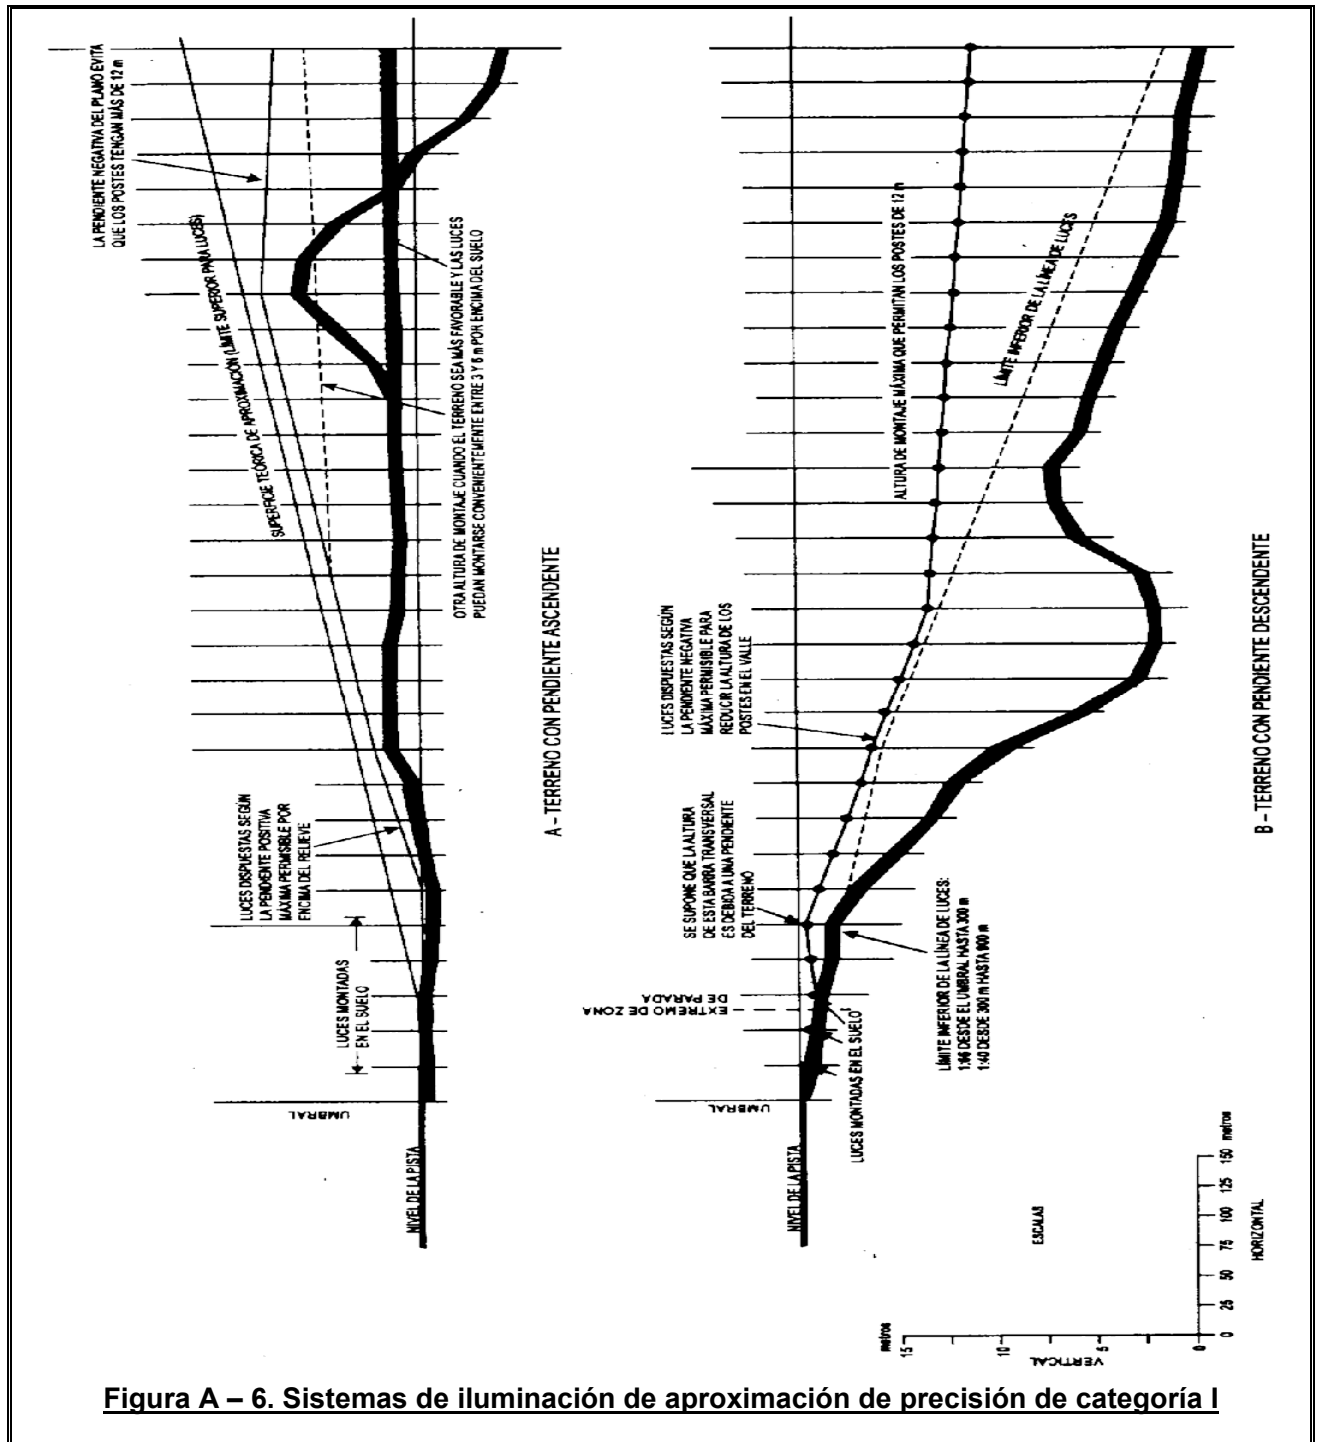 LA PENDIENTE NEGATIVA DEL PLANO EVITA
QUE LOS POSTES TENGAN MÁS DE 12 m
SUPERFICIE TEÓRICA DE APROXIMACIÓN (LÍMITE SUPERIOR PARA LUCES)
OTRA ALTURA DE MONTAJE CUANDO EL TERRENO SEA MÁS FAVORABLE Y LAS LUCES
PUEDAN MONTARSE CONVENIENTEMENTE ENTRE 3 Y 6 m POR ENCIMA DEL SUELO
LUCES DISPUESTAS SEGÚN
LA PENDIENTE POSITIVA
MÁXIMA PERMISIBLE POR
ENCIMA DEL RELIEVE
LUCES MONTADAS
EN EL SUELO
UMBRAL
NIVEL DE LA PISTA
A – TERRENO CON PENDIENTE ASCENDENTE
ALTURA DE MONTAJE MÁXIMA QUE PERMITAN LOS POSTES DE 12 m
LÍMITE INFERIOR DE LA LÍNEA DE LUCES
LUCES DISPUESTAS SEGÚN
LA PENDIENTE NEGATIVA
MÁXIMA PERMISIBLE PARA
REDUCIR LA ALTURA DE LOS
POSTES EN EL VALLE
SE SUPONE QUE LA ALTURA
DE ESTA BARRA TRANSVERSAL
ES DEBIDA A UNA PENDIENTE
DEL TERRENO
EXTREMO DE ZONA
DE PARADA
LUCES MONTADAS EN EL SUELO
LÍMITE INFERIOR DE LA LÍNEA DE LUCES:
1:66 DESDE EL UMBRAL HASTA 300 m
1:40 DESDE 300 m HASTA 900 m
UMBRAL
NIVEL DE LA PISTA
B – TERRENO CON PENDIENTE DESCENDENTE
ESCALAS
metros
15
10
5
0
VERTICAL
0 25 50 75 100 125 150 metros
HORIZONTAL
Figura A – 6. Sistemas de iluminación de aproximación de precisión de categoría I